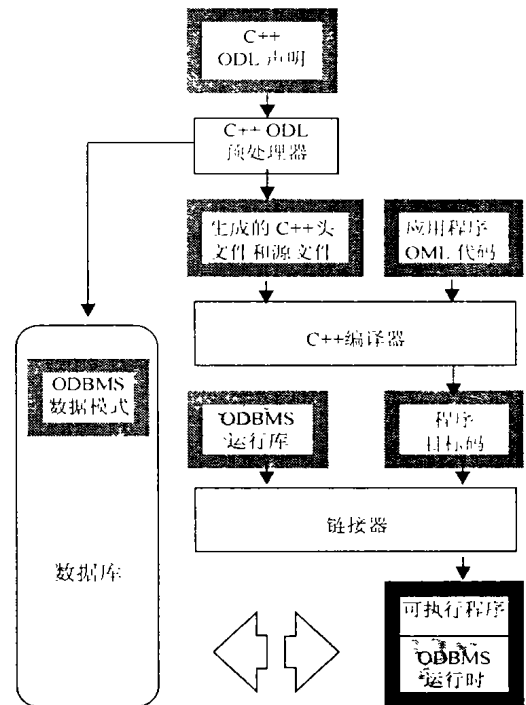 C++
ODL 声明
C++ ODL
预处理器
生成的 C++头
文件和源文件
应用程序
OML 代码
C++编译器
ODBMS
数据模式
ODBMS
运行库
程序
目标码
链接器
数据库
可执行程序
ODBMS
运行时